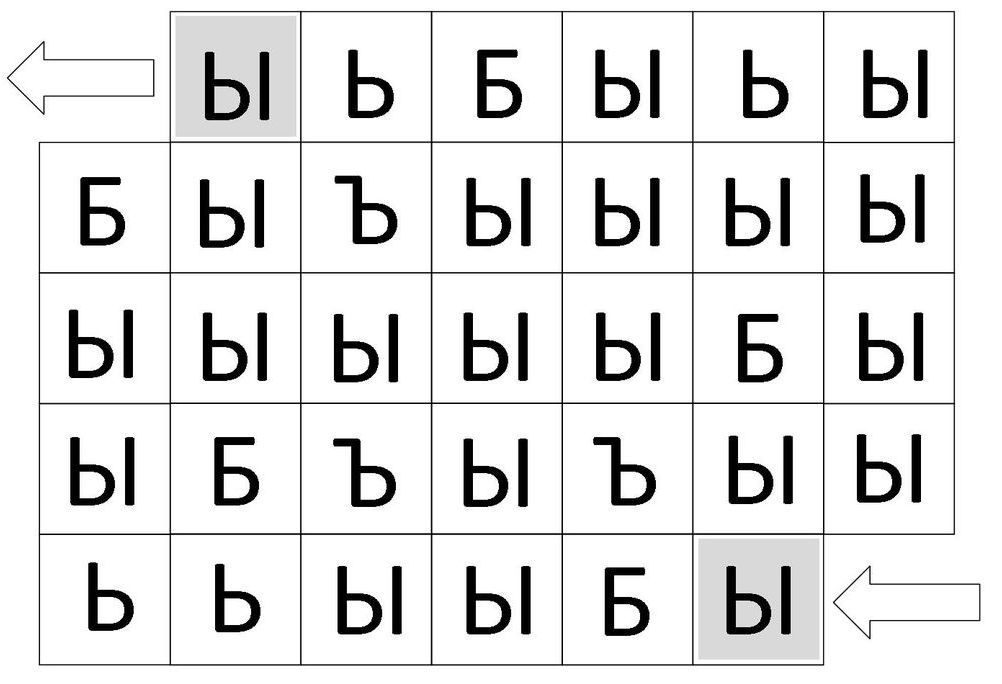 Ы Ь Б Ы Ь Ы
Б Ы Ъ Ы Ы Ы Ы
Ы Ы Ы Ы Ы Б Ы
Ы Б Ъ Ы Ъ Ы Ы
Ь Ь Ы Ы Б Ы